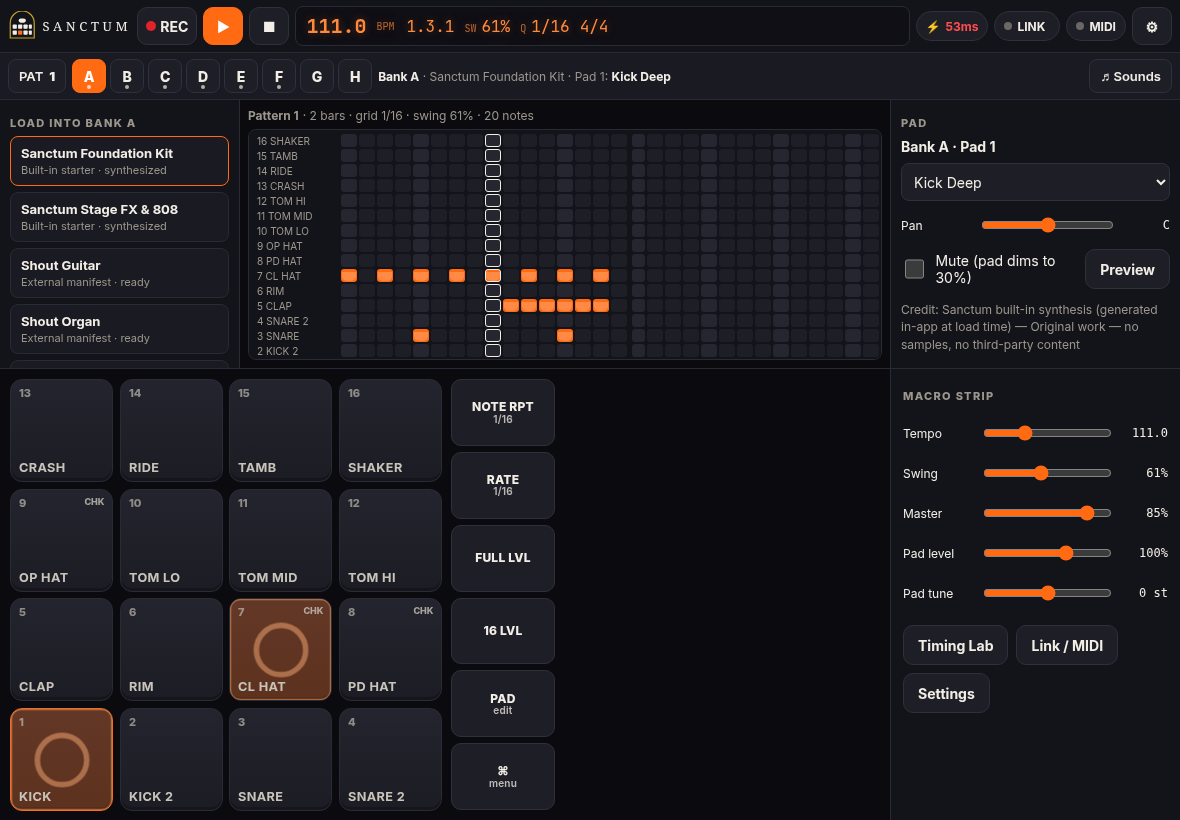 SANCTUM
REC
111.0 BPM 1.3.1 SW 61% Q 1/16 4/4
⚡ 53ms
LINK
MIDI
PAT 1
A B C D E F G H
Bank A · Sanctum Foundation Kit · Pad 1: Kick Deep
♬ Sounds
LOAD INTO BANK A
Sanctum Foundation Kit
Built-in starter · synthesized
Sanctum Stage FX & 808
Built-in starter · synthesized
Shout Guitar
External manifest · ready
Shout Organ
External manifest · ready
Pattern 1 · 2 bars · grid 1/16 · swing 61% · 20 notes
16 SHAKER
15 TAMB
14 RIDE
13 CRASH
12 TOM HI
11 TOM MID
10 TOM LO
9 OP HAT
8 PD HAT
7 CL HAT
6 RIM
5 CLAP
4 SNARE 2
3 SNARE
2 KICK 2
PAD
Bank A · Pad 1
Kick Deep
Pan C
Mute (pad dims to
30%)
Preview
Credit: Sanctum built-in synthesis (generated
in-app at load time) — Original work — no
samples, no third-party content
13
CRASH
14
RIDE
15
TAMB
16
SHAKER
9 CHK
OP HAT
10
TOM LO
11
TOM MID
12
TOM HI
5
CLAP
6
RIM
7 CHK
CL HAT
8 CHK
PD HAT
1
KICK
2
KICK 2
3
SNARE
4
SNARE 2
NOTE RPT
1/16
RATE
1/16
FULL LVL
16 LVL
PAD
edit
⌘
menu
MACRO STRIP
Tempo 111.0
Swing 61%
Master 85%
Pad level 100%
Pad tune 0 st
Timing Lab
Link / MIDI
Settings